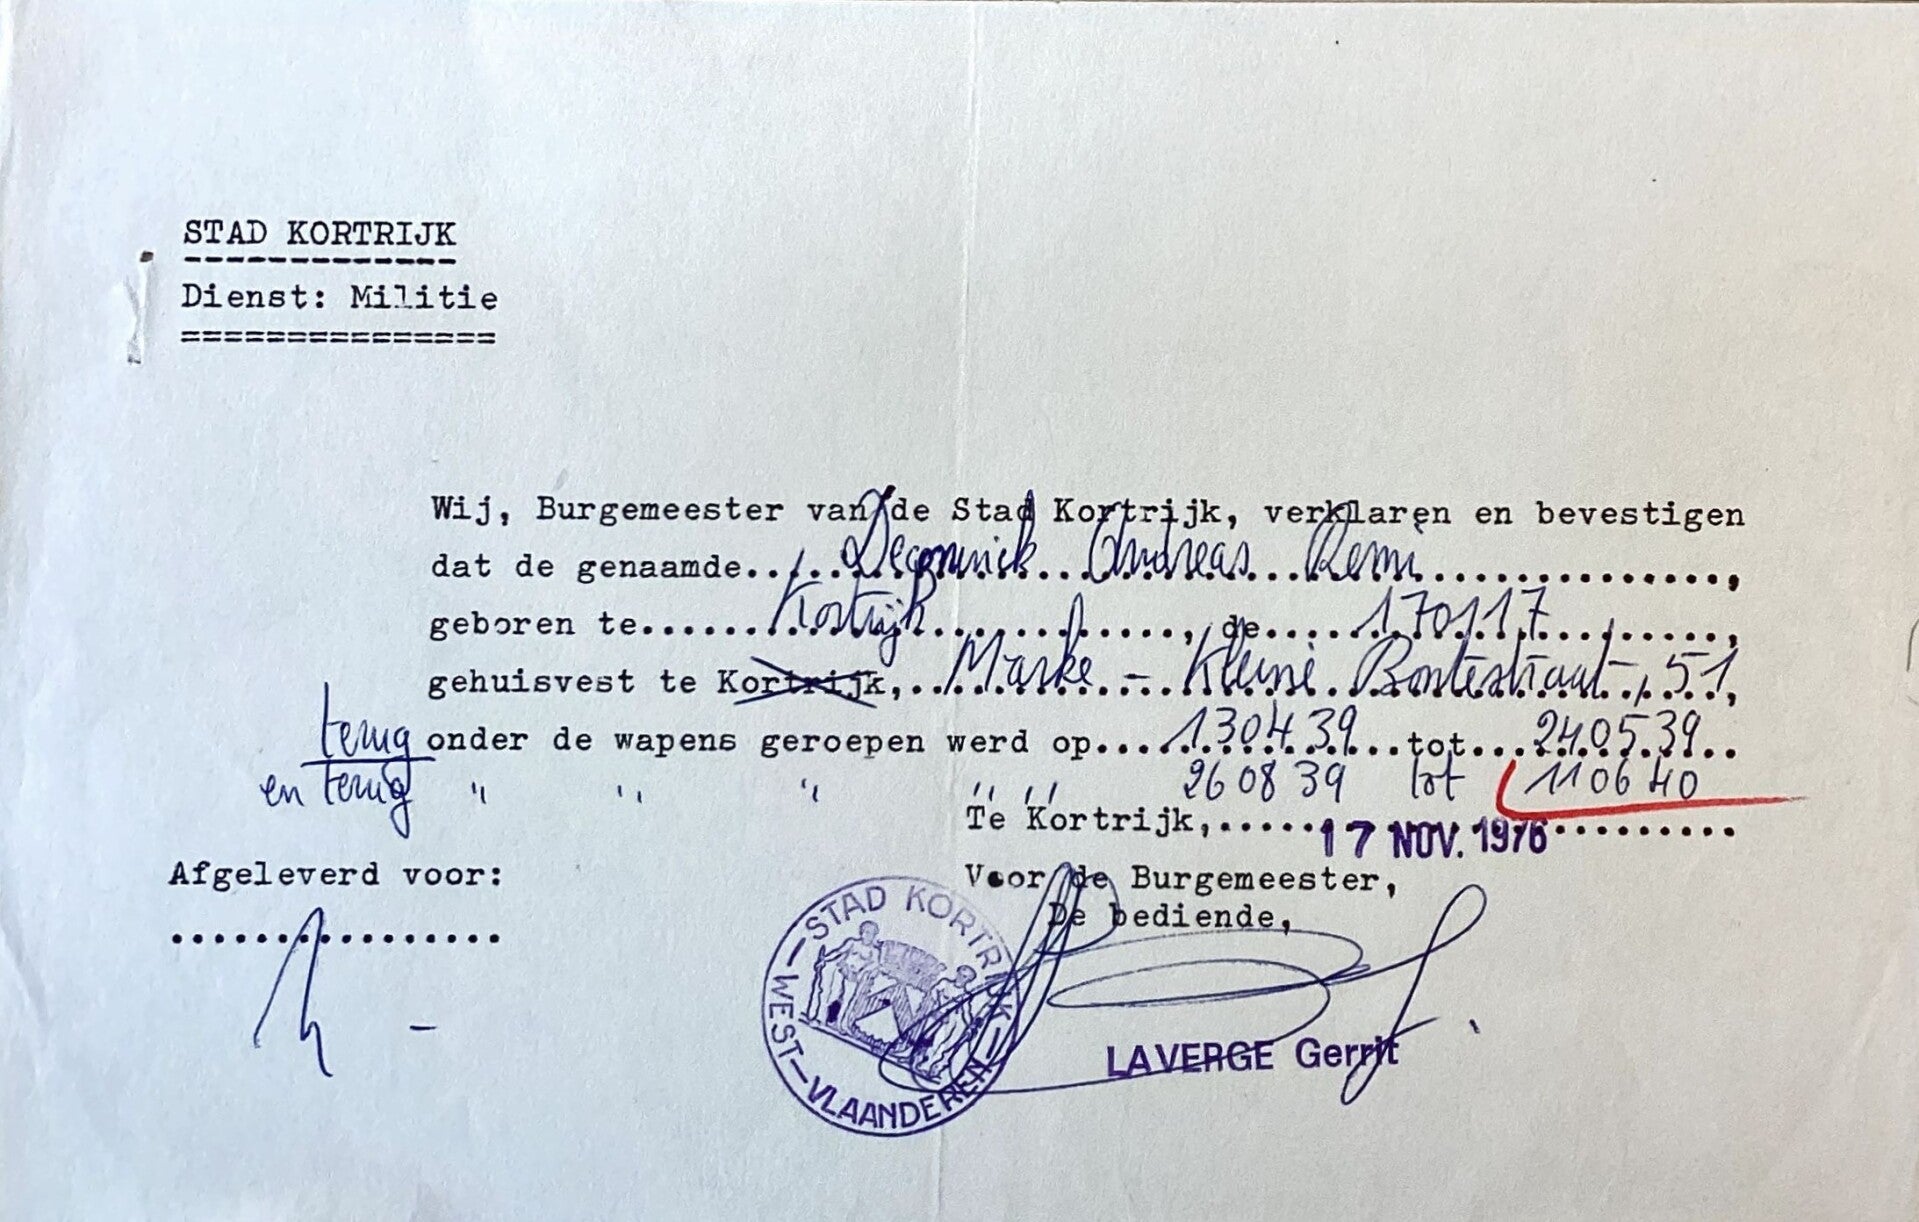 STAD KORTRIJK
Dienst: Militie
Wij, Burgemeester van de Stad Kortrijk, verklaren en bevestigen
dat de genaamde....... Andreas Remi ...............,
geboren te...... Kortrijk .............., de..... 170117 .........,
gehuisvest te Kortrijk,... Marke - Kleine Bontestraat, 51,
terug onder de wapens geroepen werd op.... 130439 ..tot... 240539 ..
en terug " " " " " 260839 tot 110640
Te Kortrijk,..... 17 NOV. 1976 ..........
Afgeleverd voor:
................
Voor de Burgemeester,
De bediende,
STAD KORTRIJK
WEST-VLAANDEREN
LAVERGE Gerrit